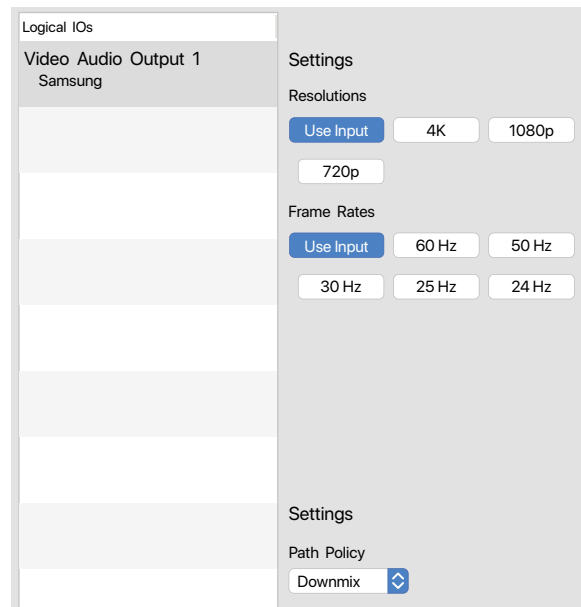 Logical IOs
Video Audio Output 1
Samsung
Settings
Resolutions
Use Input 4K 1080p
720p
Frame Rates
Use Input 60 Hz 50 Hz
30 Hz 25 Hz 24 Hz
Settings
Path Policy
Downmix